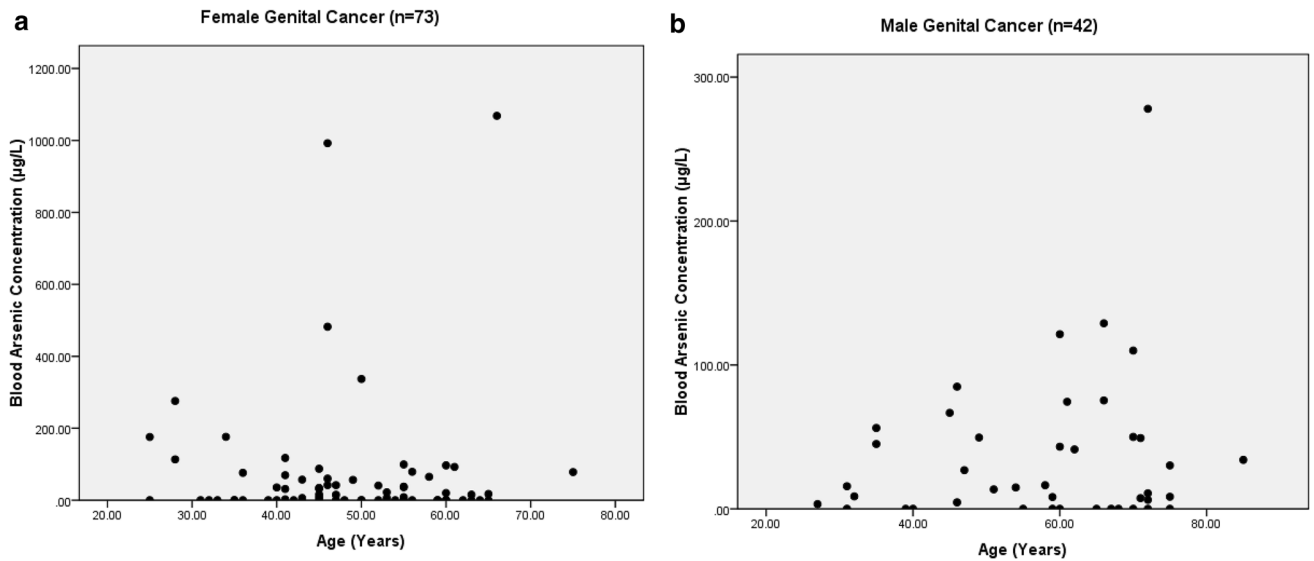 a
Female Genital Cancer (n=73)
Blood Arsenic Concentration (µg/L)
1200.00
1000.00
800.00
600.00
400.00
200.00
.00
20.00 30.00 40.00 50.00 60.00 70.00 80.00
Age (Years)
b
Male Genital Cancer (n=42)
Blood Arsenic Concentration (µg/L)
300.00
200.00
100.00
.00
20.00 40.00 60.00 80.00
Age (Years)